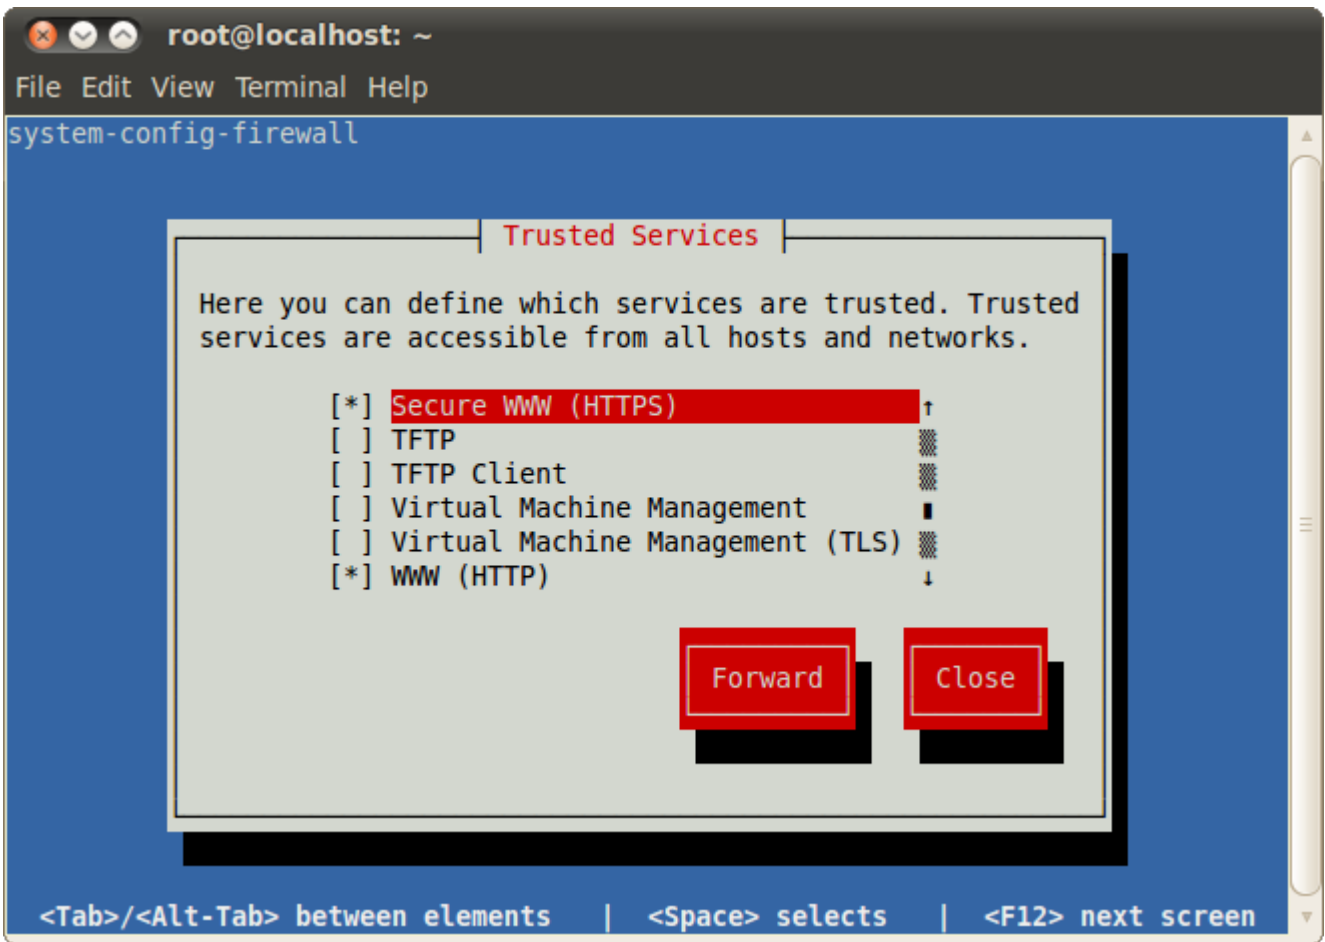 root@localhost: ~
File Edit View Terminal Help
system-config-firewall
Trusted Services
Here you can define which services are trusted. Trusted
services are accessible from all hosts and networks.
[*] Secure WWW (HTTPS) ↑
[ ] TFTP
[ ] TFTP Client
[ ] Virtual Machine Management
[ ] Virtual Machine Management (TLS)
[*] WWW (HTTP) ↓
Forward Close
<Tab>/<Alt-Tab> between elements | <Space> selects | <F12> next screen